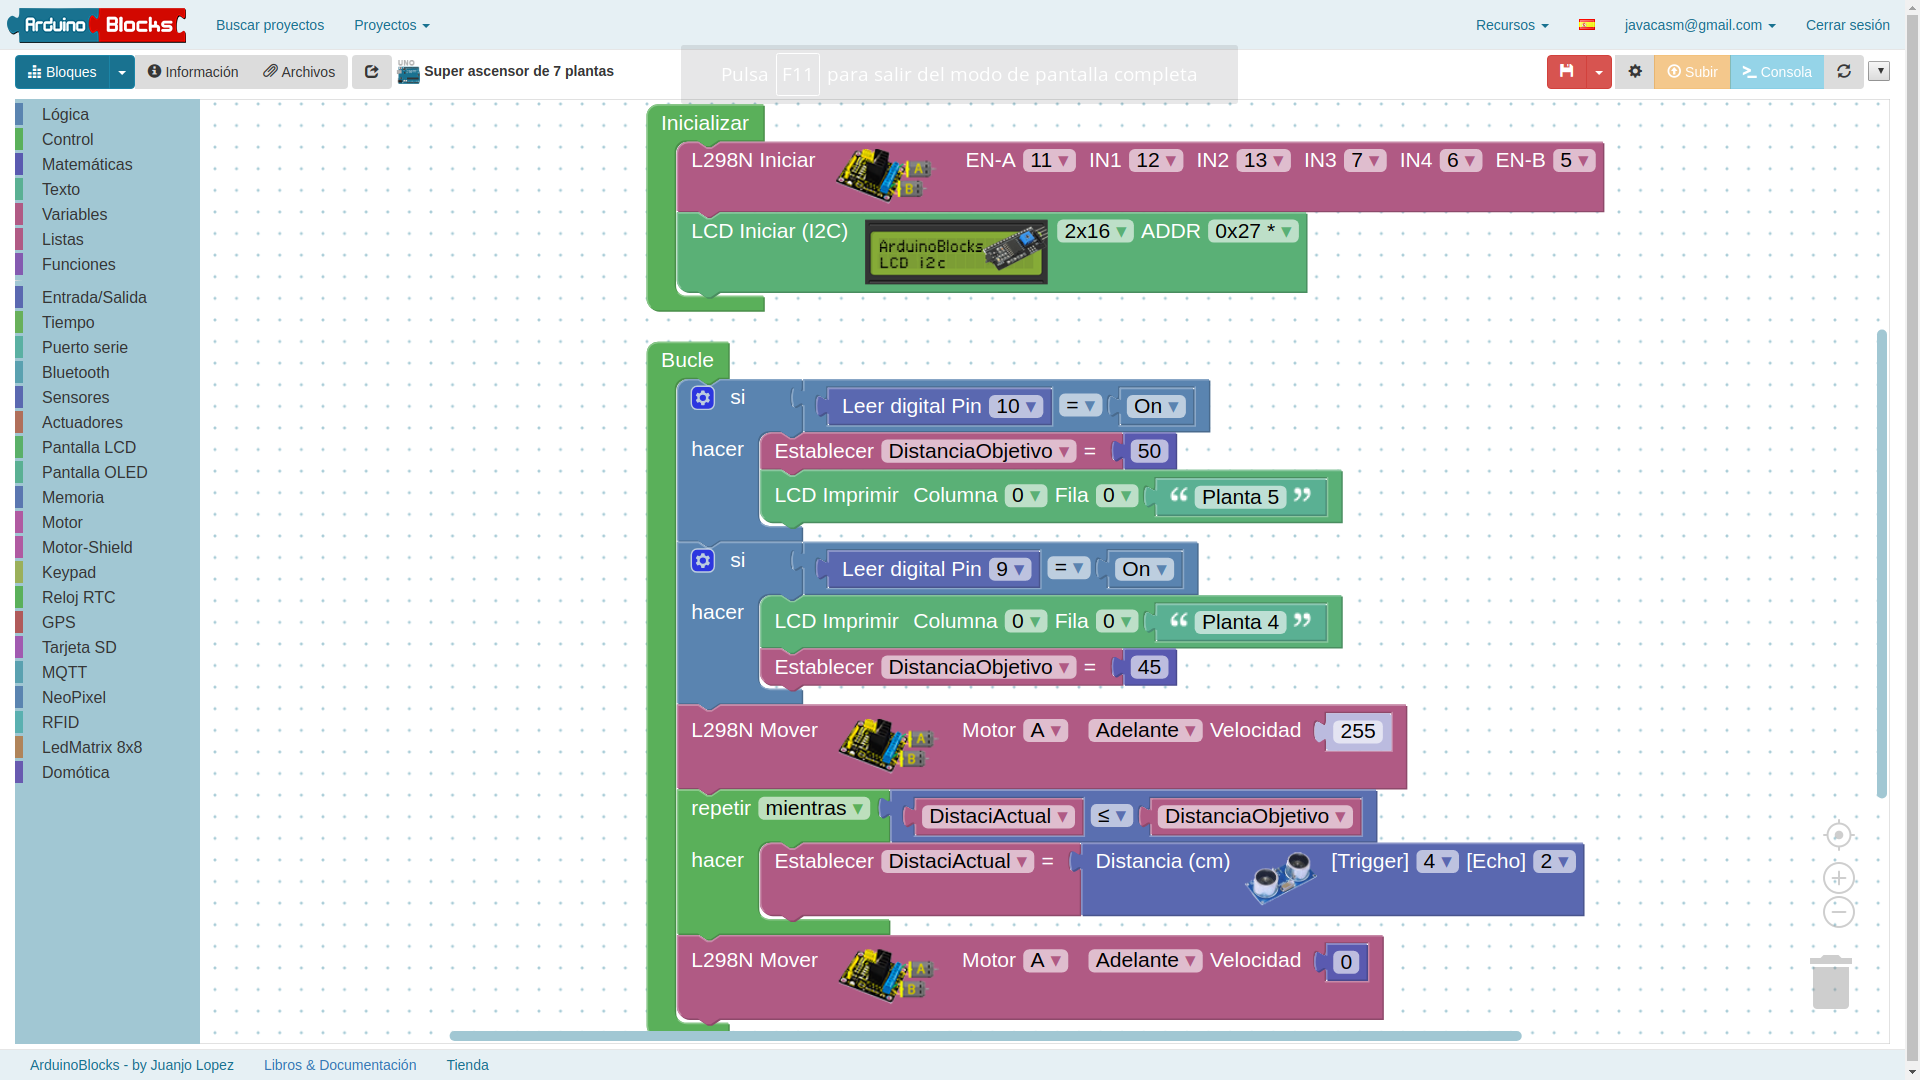 Arduino Blocks
Buscar proyectos
Proyectos
Recursos
javacasm@gmail.com
Cerrar sesión
Bloques
Información
Archivos
UNO
Super ascensor de 7 plantas
Pulsa F11 para salir del modo de pantalla completa
Subir
Consola
Lógica
Control
Matemáticas
Texto
Variables
Listas
Funciones
Entrada/Salida
Tiempo
Puerto serie
Bluetooth
Sensores
Actuadores
Pantalla LCD
Pantalla OLED
Memoria
Motor
Motor-Shield
Keypad
Reloj RTC
GPS
Tarjeta SD
MQTT
NeoPixel
RFID
LedMatrix 8x8
Domótica
Inicializar
L298N Iniciar A B EN-A 11 IN1 12 IN2 13 IN3 7 IN4 6 EN-B 5
LCD Iniciar (I2C) ArduinoBlocks LCD i2c 2x16 ADDR 0x27 *
Bucle
si Leer digital Pin 10 = On
hacer Establecer DistanciaObjetivo = 50
LCD Imprimir Columna 0 Fila 0 “ Planta 5 ”
si Leer digital Pin 9 = On
hacer LCD Imprimir Columna 0 Fila 0 “ Planta 4 ”
Establecer DistanciaObjetivo = 45
L298N Mover A B Motor A Adelante Velocidad 255
repetir mientras DistaciActual ≤ DistanciaObjetivo
hacer Establecer DistaciActual = Distancia (cm) [Trigger] 4 [Echo] 2
L298N Mover A B Motor A Adelante Velocidad 0
ArduinoBlocks - by Juanjo Lopez
Libros & Documentación
Tienda